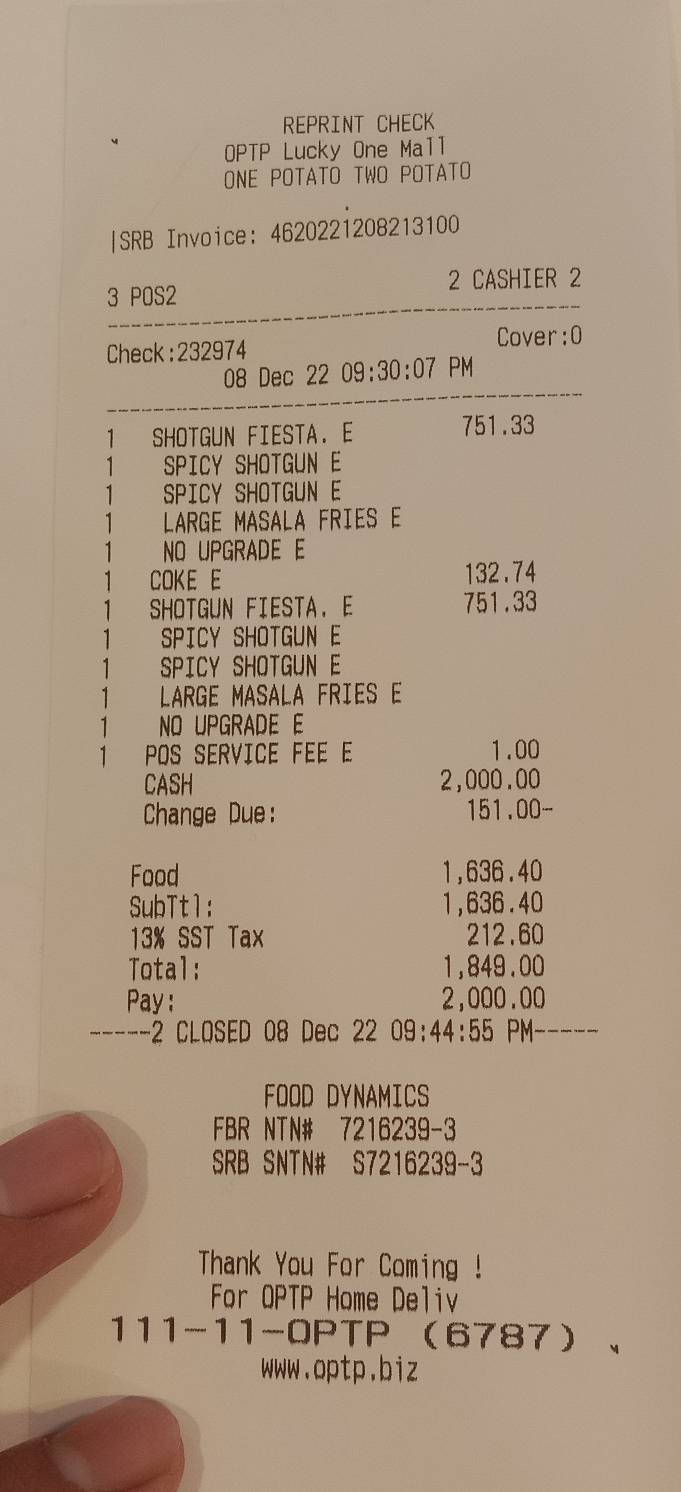 REPRINT CHECK
OPTP Lucky One Mall
ONE POTATO TWO POTATO
|SRB Invoice: 4620221208213100
3 POS2 2 CASHIER 2
Check:232974 Cover:0
08 Dec 22 09:30:07 PM
1 SHOTGUN FIESTA. E 751.33
1 SPICY SHOTGUN E
1 SPICY SHOTGUN E
1 LARGE MASALA FRIES E
1 NO UPGRADE E
1 COKE E 132.74
1 SHOTGUN FIESTA. E 751.33
1 SPICY SHOTGUN E
1 SPICY SHOTGUN E
1 LARGE MASALA FRIES E
1 NO UPGRADE E
1 POS SERVICE FEE E 1.00
CASH 2,000.00
Change Due: 151.00-
Food 1,636.40
SubTtl: 1,636.40
13% SST Tax 212.60
Total: 1,849.00
Pay: 2,000.00
-----2 CLOSED 08 Dec 22 09:44:55 PM-----
FOOD DYNAMICS
FBR NTN# 7216239-3
SRB SNTN# S7216239-3
Thank You For Coming !
For OPTP Home Deliv
111-11-OPTP (6787)
www.optp.biz